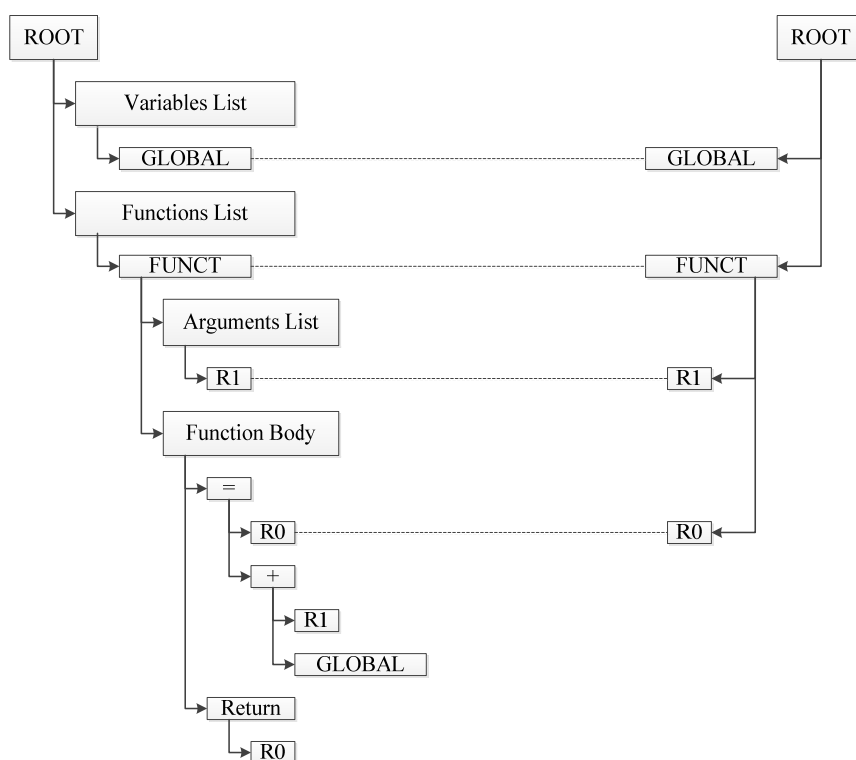 ROOT
ROOT
Variables List
GLOBAL
GLOBAL
Functions List
FUNCT
FUNCT
Arguments List
R1
R1
Function Body
=
R0
R0
+
R1
GLOBAL
Return
R0